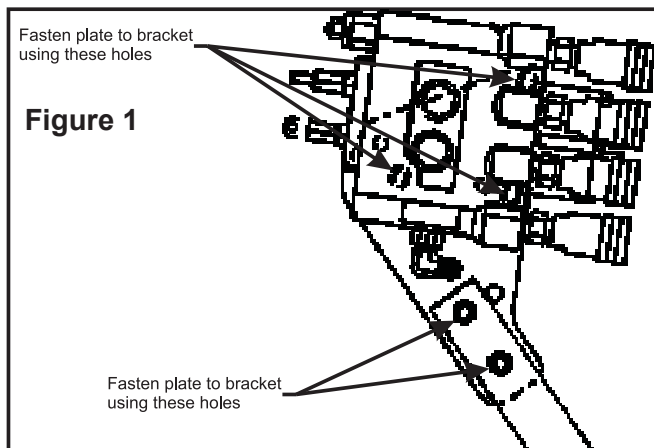 Fasten plate to bracket
using these holes
Figure 1
Fasten plate to bracket
using these holes